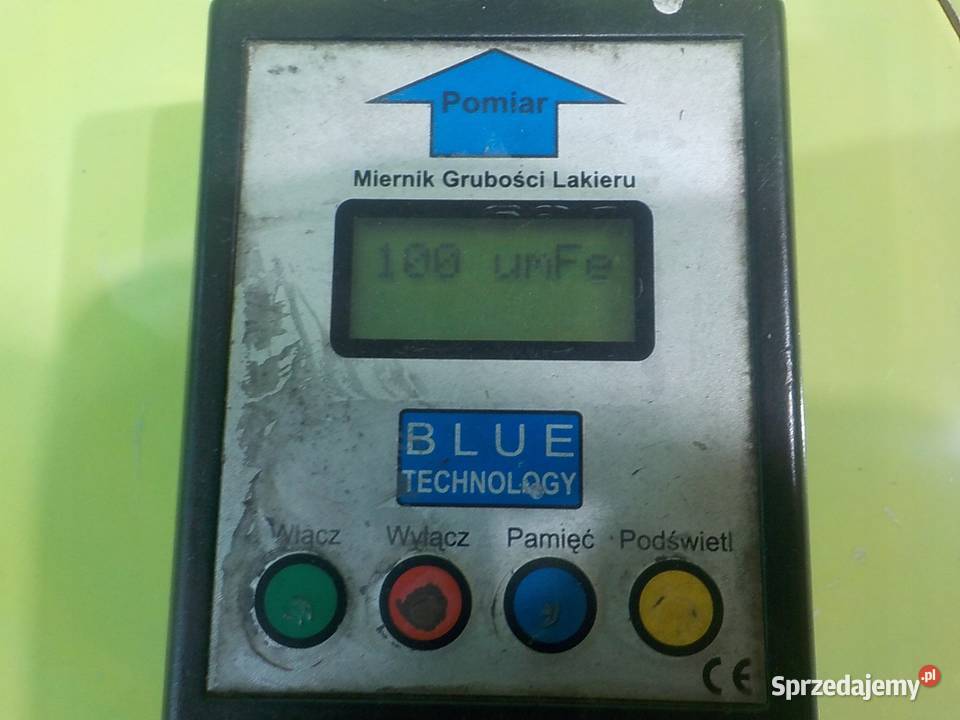 Pomiar
Miernik Grubości Lakieru
100 umFe
BLUE
TECHNOLOGY
Włącz Wyłącz Pamięć Podświetl
CE
Sprzedajemy.pl